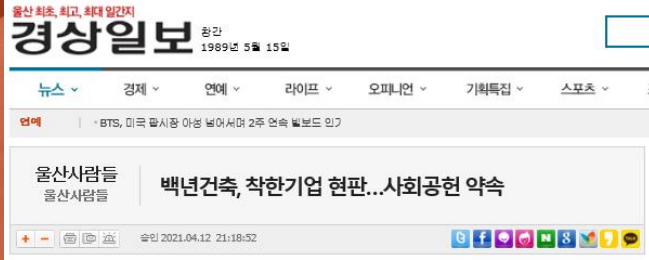 울산 최초, 최고, 최대 일간지
경상일보 창간
1989년 5월 15일
뉴스 경제 연예 라이프 오피니언 기획특집 스포츠
연예 BTS, 미국 팝시장 아성 넘어서며 2주 연속 빌보드 인기
울산사람들
울산사람들
백년건축, 착한기업 현판...사회공헌 약속
승인 2021.04.12 21:18:52